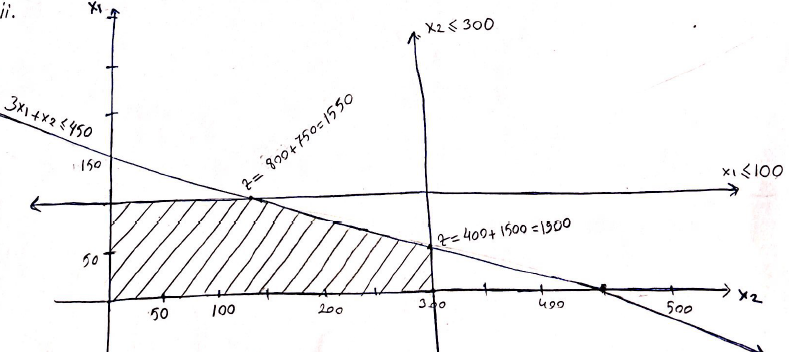 ii.
x1
x2 ≤ 300
3x1+x2 ≤ 450
z= 800+750=1550
150
x1 ≤ 100
z=400+1500=1900
50
x2
50 100 200 300 400 500